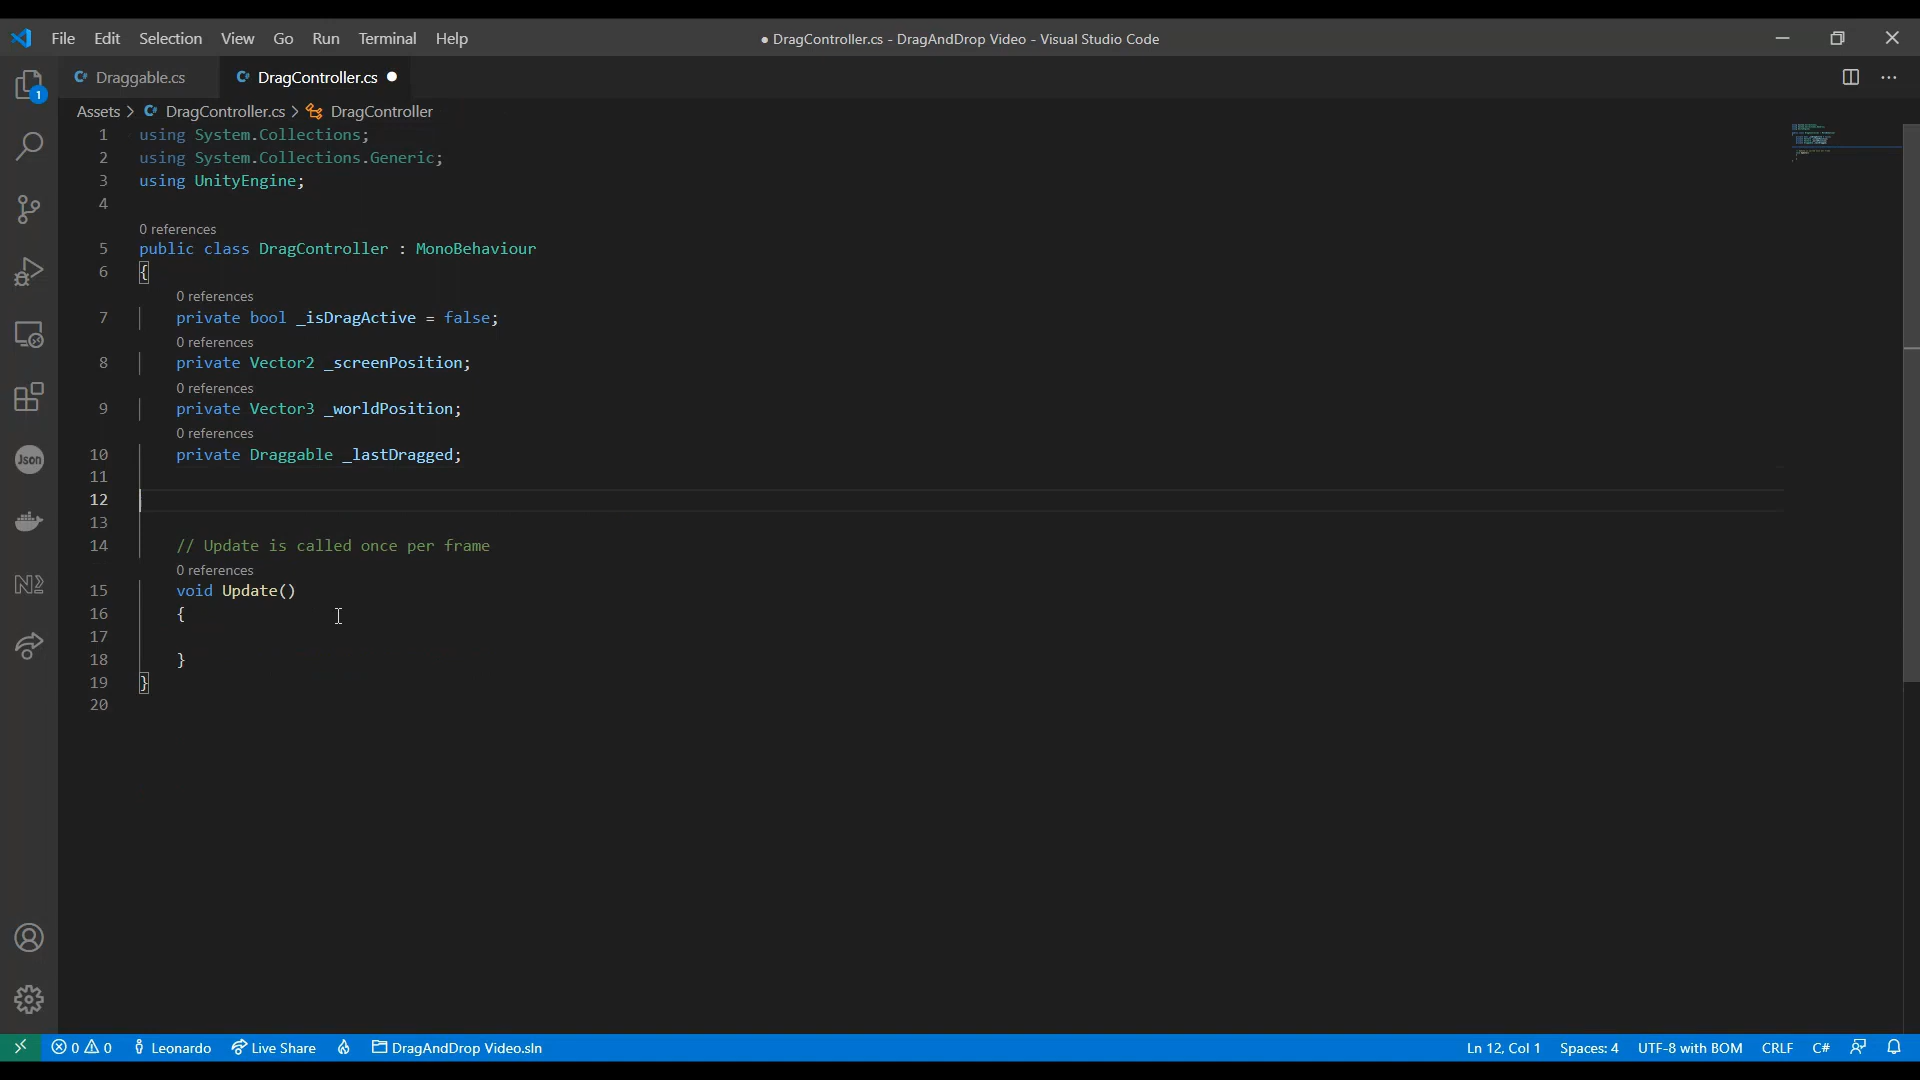 File Edit Selection View Go Run Terminal Help
● DragController.cs - DragAndDrop Video - Visual Studio Code
Draggable.cs
DragController.cs ●
Assets > DragController.cs > DragController
1 using System.Collections;
2 using System.Collections.Generic;
3 using UnityEngine;
4
0 references
5 public class DragController : MonoBehaviour
6 {
0 references
7 private bool _isDragActive = false;
0 references
8 private Vector2 _screenPosition;
0 references
9 private Vector3 _worldPosition;
0 references
10 private Draggable _lastDragged;
11
12
13
14 // Update is called once per frame
0 references
15 void Update()
16 {
17
18 }
19 }
20
1
Json
0 0 Leonardo Live Share DragAndDrop Video.sln
Ln 12, Col 1 Spaces: 4 UTF-8 with BOM CRLF C#